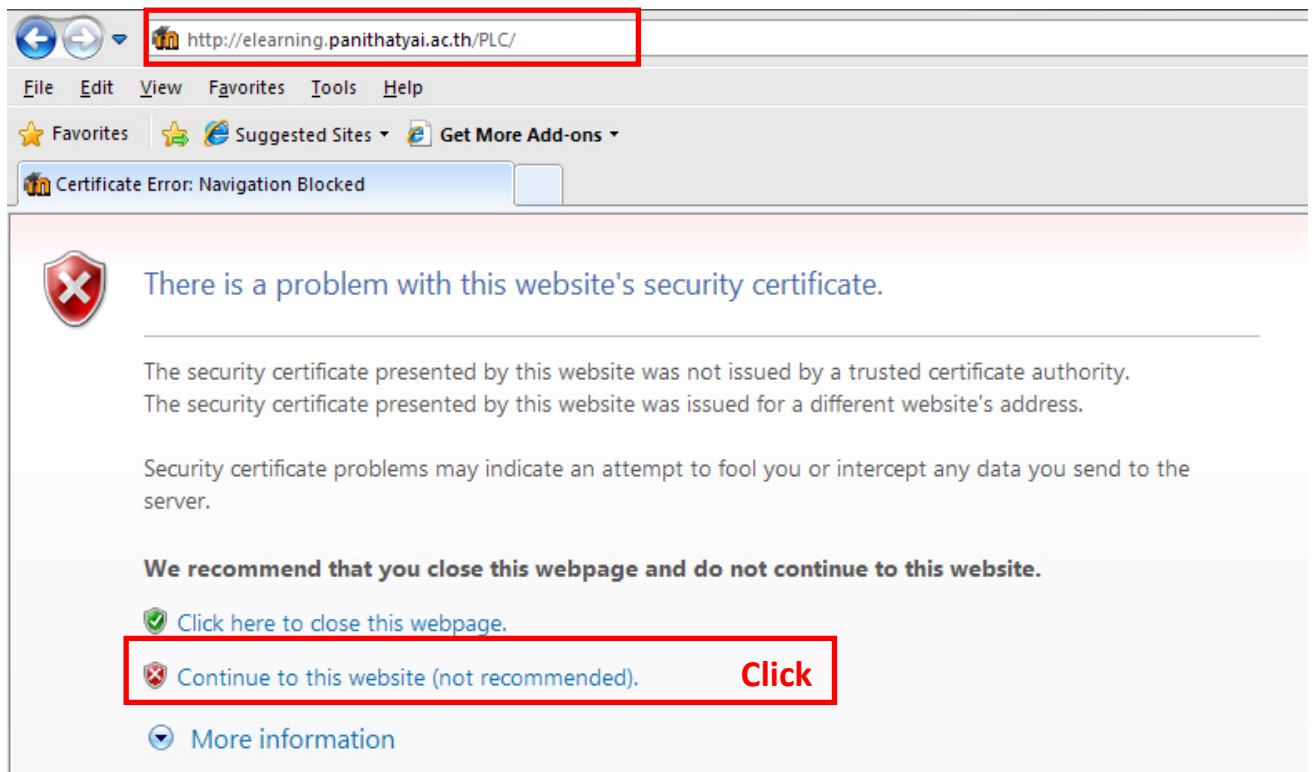 http://elearning.panithatyai.ac.th/PLC/
File Edit View Favorites Tools Help
Favorites Suggested Sites Get More Add-ons
Certificate Error: Navigation Blocked
There is a problem with this website's security certificate.
The security certificate presented by this website was not issued by a trusted certificate authority.
The security certificate presented by this website was issued for a different website's address.
Security certificate problems may indicate an attempt to fool you or intercept any data you send to the
server.
We recommend that you close this webpage and do not continue to this website.
Click here to close this webpage.
Continue to this website (not recommended). Click
More information